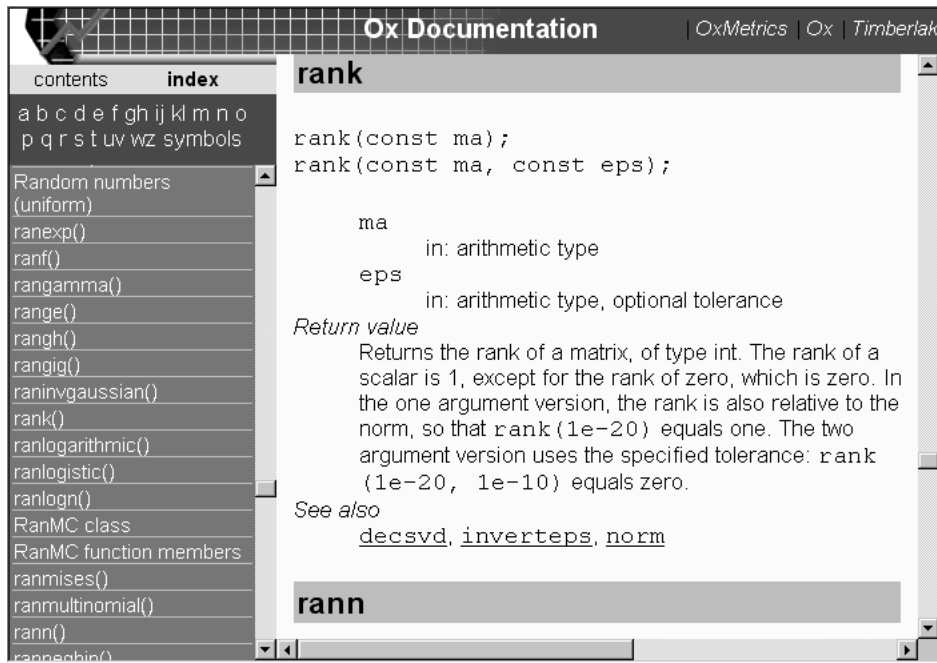 Ox Documentation
| OxMetrics | Ox | Timberlak
contents index
a b c d e f gh ij kl m n o
p q r s t uv wz symbols
Random numbers
(uniform)
ranexp()
ranf()
rangamma()
range()
rangh()
rangig()
raninvgaussian()
rank()
ranlogarithmic()
ranlogistic()
ranlogn()
RanMC class
RanMC function members
ranmises()
ranmultinomial()
rann()
rannegbin()
rank
rank(const ma);
rank(const ma, const eps);
ma
in: arithmetic type
eps
in: arithmetic type, optional tolerance
Return value
Returns the rank of a matrix, of type int. The rank of a
scalar is 1, except for the rank of zero, which is zero. In
the one argument version, the rank is also relative to the
norm, so that rank(1e-20) equals one. The two
argument version uses the specified tolerance: rank
(1e-20, 1e-10) equals zero.
See also
decsvd, inverteps, norm
rann